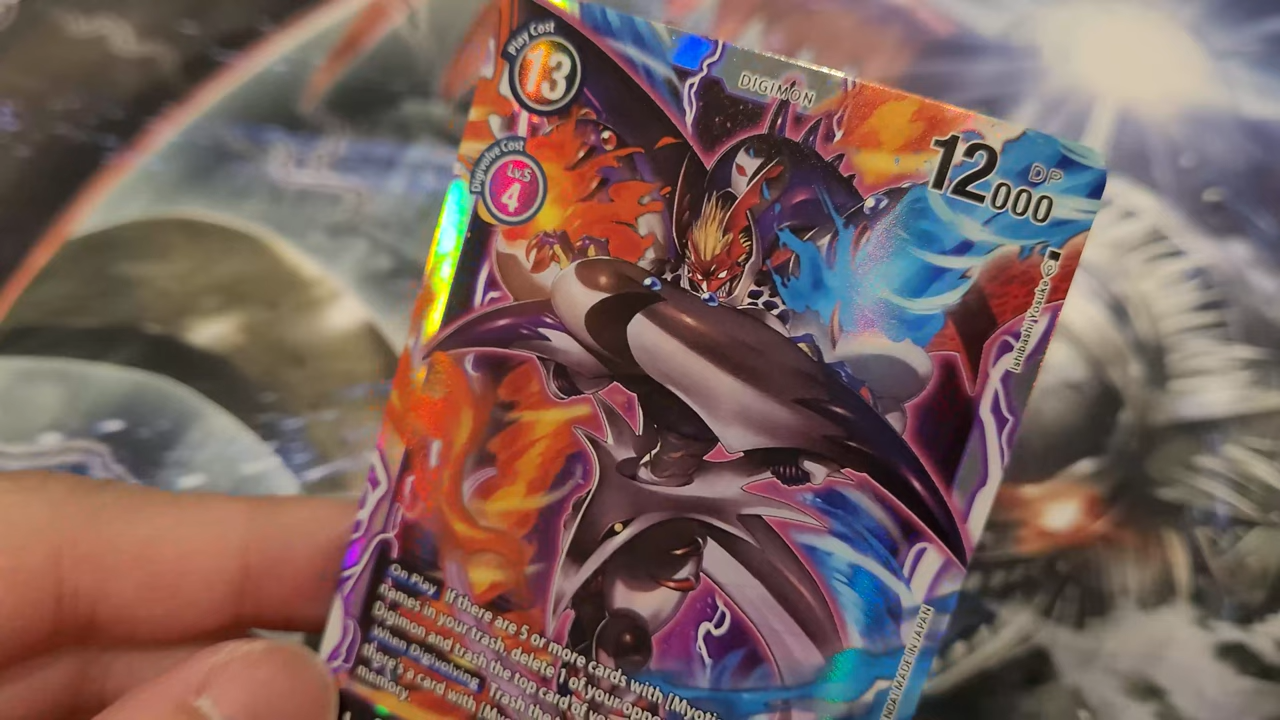 Play Cost
13
DIGIMON
Digivolve Cost
Lv.5
4
12000
DP
Ishibashi Yosuke
On Play If there are 5 or more cards with [Myoti
names in your trash, delete 1 of your oppo
Digimon and trash the top card of yo
When Digivolving Trash the
there's a card with [My
memory.
NDAI MADE IN JAPAN